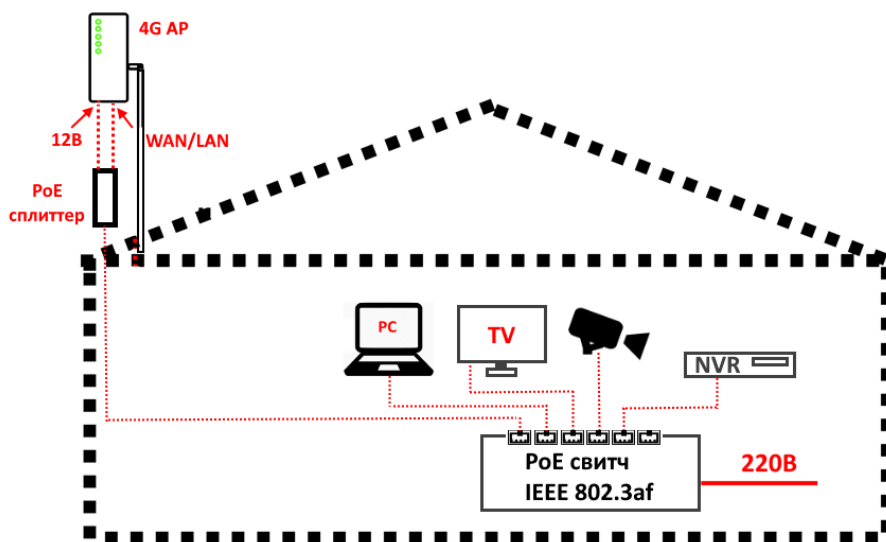 4G AP
12В
WAN/LAN
PoE
сплиттер
PC
TV
NVR
PoE свитч
IEEE 802.3af
220В